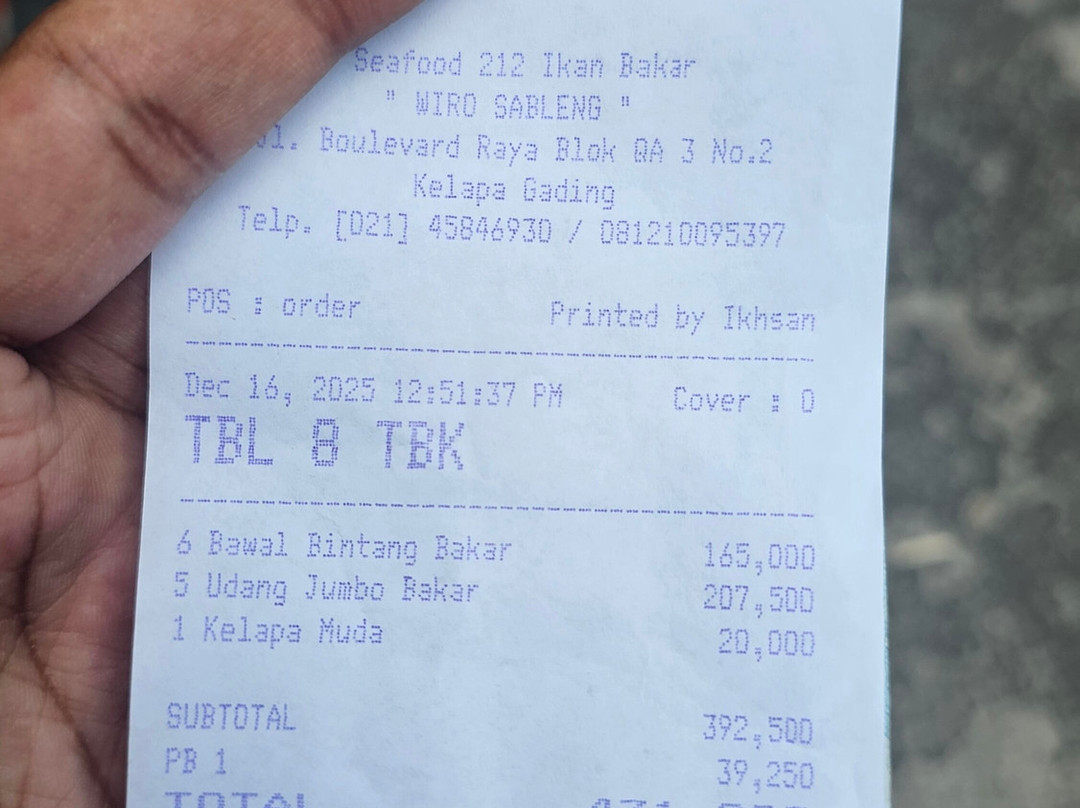 Seafood 212 Ikan Bakar
" WIRO SABLENG "
Jl. Boulevard Raya Blok QA 3 No.2
Kelapa Gading
Telp. [021] 45846930 / 081210095397
POS : order Printed by Ikhsan
Dec 16, 2025 12:51:37 PM Cover : 0
TBL 8 TBK
6 Bawal Bintang Bakar 165,000
5 Udang Jumbo Bakar 207,500
1 Kelapa Muda 20,000
SUBTOTAL 392,500
PB 1 39,250
TOTAL